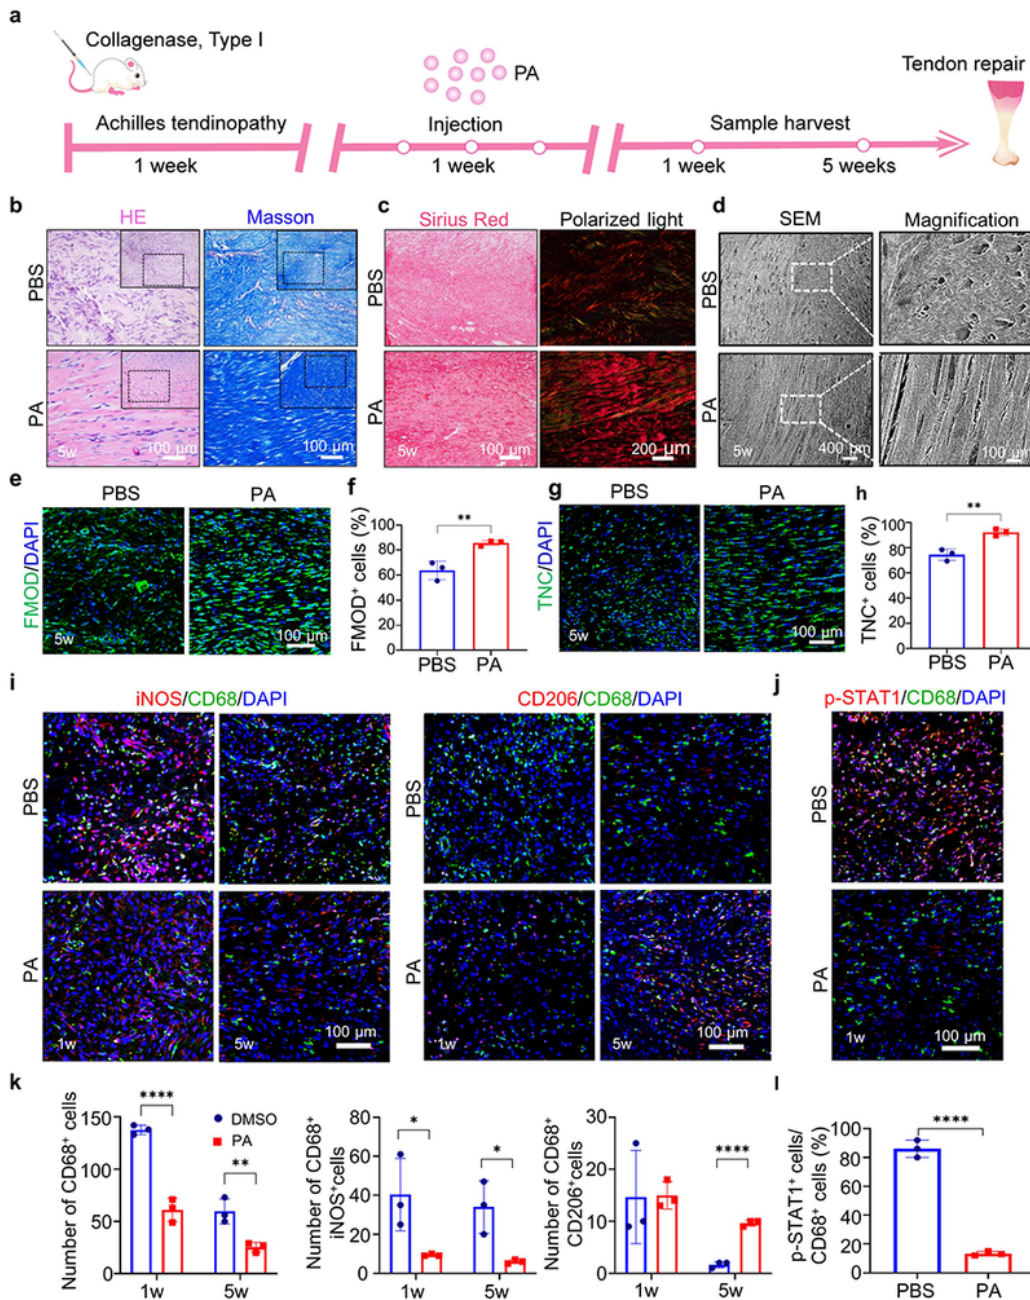 a
Collagenase, Type I
PA
Tendon repair
Achilles tendinopathy
Injection
Sample harvest
1 week
1 week
1 week
5 weeks
b
HE
Masson
PBS
PA
5w
100 μm
100 μm
c
Sirius Red
Polarized light
PBS
PA
5w
100 μm
200 μm
d
SEM
Magnification
PBS
PA
5w
400 μm
100 μm
e
PBS
PA
FMOD/DAPI
5w
100 μm
f
FMOD⁺ cells (%)
100
80
60
40
20
0
**
PBS
PA
g
PBS
PA
TNC/DAPI
5w
100 μm
h
TNC⁺ cells (%)
100
80
60
40
20
0
**
PBS
PA
i
iNOS/CD68/DAPI
CD206/CD68/DAPI
PBS
PA
1w
5w
100 μm
PBS
PA
1w
5w
100 μm
j
p-STAT1/CD68/DAPI
PBS
PA
1w
100 μm
k
Number of CD68⁺ cells
150
100
50
0
****
**
DMSO
PA
1w
5w
Number of CD68⁺
iNOS⁺cells
80
60
40
20
0
*
*
1w
5w
Number of CD68⁺
CD206⁺cells
30
20
10
0
****
1w
5w
l
p-STAT1⁺ cells/
CD68⁺ cells (%)
100
80
60
40
20
0
****
PBS
PA